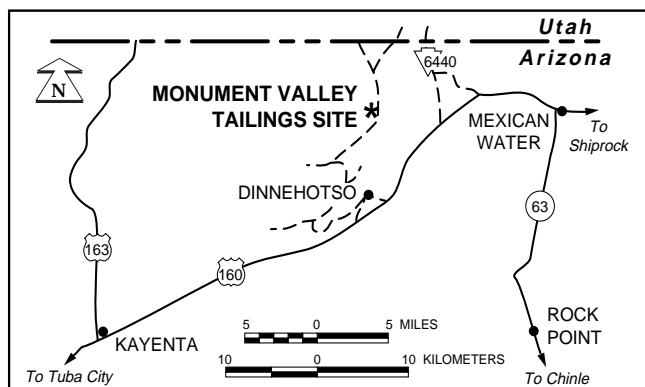 Utah
Arizona
6440
N
MONUMENT VALLEY
TAILINGS SITE
*
MEXICAN
WATER
To
Shiprock
DINNEHOTSO
63
163
160
5 0 5 MILES
KAYENTA
ROCK
POINT
10 0 10 KILOMETERS
To Tuba City
To Chinle